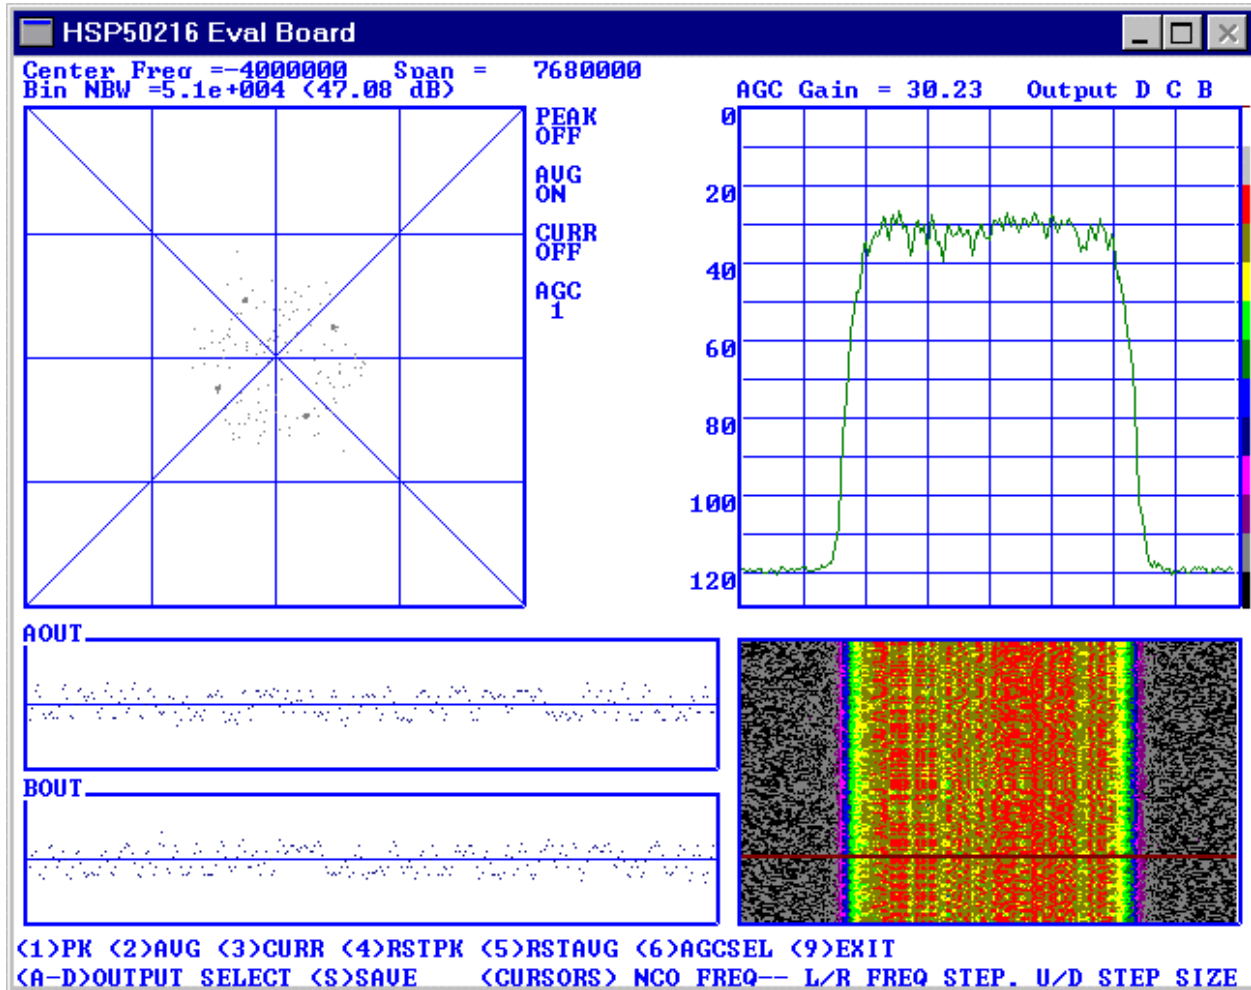 HSP50216 Eval Board
Center Freq =-4000000 Span = 7680000
Bin NBW =5.1e+004 (47.08 dB)
AGC Gain = 30.23 Output D C B
PEAK
OFF
AVG
ON
CURR
OFF
AGC
1
0
20
40
60
80
100
120
AOUT
BOUT
(1)PK (2)AVG (3)CURR (4)RSTPK (5)RSTAVG (6)AGCSEL (9)EXIT
(A-D)OUTPUT SELECT (S)SAVE (CURSORS) NCO FREQ-- L/R FREQ STEP. U/D STEP SIZE